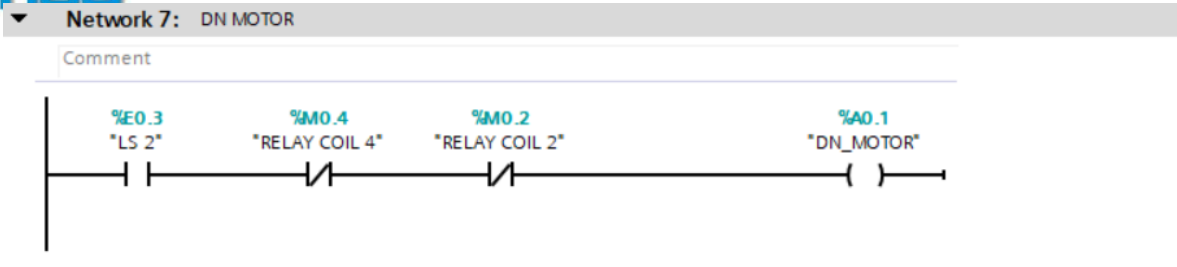 Network 7: DN MOTOR
Comment
%E0.3 %M0.4 %M0.2 %A0.1
"LS 2" "RELAY COIL 4" "RELAY COIL 2" "DN_MOTOR"